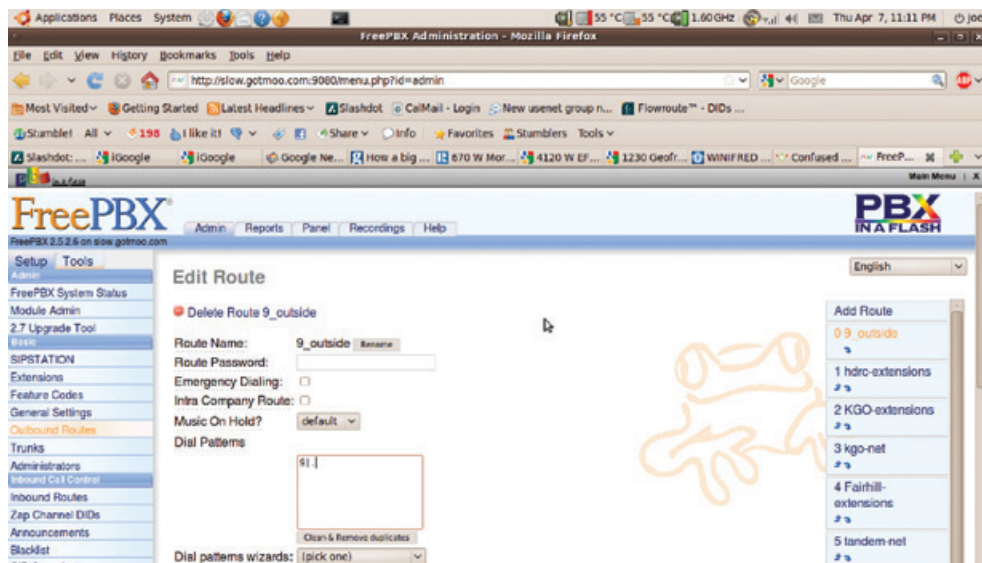 Applications Places System 55 °C 55 °C 1.60 GHz Thu Apr 7, 11:11 PM joe
FreePBX Administration - Mozilla Firefox
File Edit View History Bookmarks Tools Help
http://slow.gotmoo.com:9080/menu.php?id=admin Google ABP
Most Visited Getting Started Latest Headlines Slashdot CalMail - Login New usenet group n... Flowroute™ - DIDs ...
Stumble! All 198 I like it! Share Info Favorites Stumblers Tools
Slashdot: ... iGoogle iGoogle Google Ne... How a big ... 670 W Mor... 4120 W EF... 1230 Geofr... WINIFRED ... Confused ... FreeP...
in a flash Main Menu | X
FreePBX® Admin Reports Panel Recordings Help PBX IN A FLASH
FreePBX 2.5.2.6 on slow.gotmoo.com
Setup Tools
English
Admin
Edit Route
FreePBX System Status
Module Admin
Delete Route 9_outside
Add Route
2.7 Upgrade Tool
0 9_outside
Basic
Route Name: 9_outside Rename
SIPSTATION
Route Password:
Extensions
Emergency Dialing:
1 hdrc-extensions
Feature Codes
Intra Company Route:
General Settings
Music On Hold? default
2 KGO-extensions
Outbound Routes
Dial Patterns
Trunks
3 kgo-net
Administrators
9|.
Inbound Call Control
4 Fairhill-
extensions
Inbound Routes
Zap Channel DIDs
Announcements
Clean & Remove duplicates
5 tandem-net
Blacklist
Dial patterns wizards: (pick one)